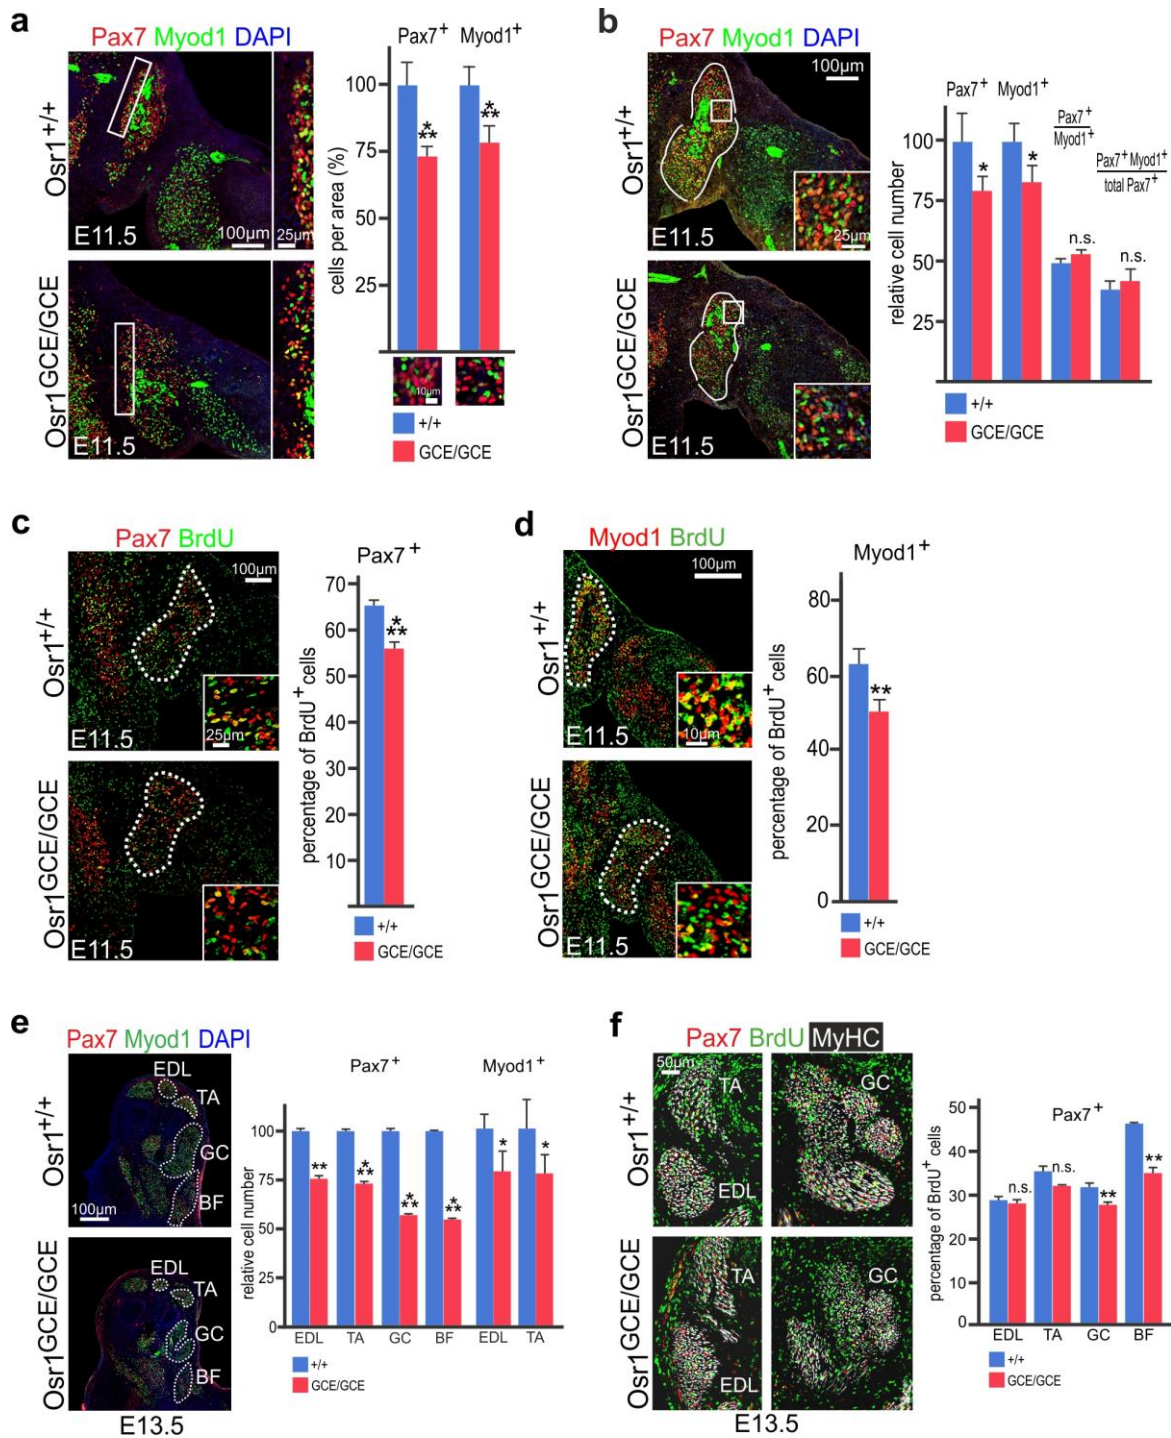 a
Pax7 Myod1 DAPI
Osr1+/+
E11.5
100µm
25µm
Osr1GCE/GCE
E11.5
Pax7+ Myod1+
cells per area (%)
100
75
50
25
***
***
10µm
+/+
GCE/GCE
b
Pax7 Myod1 DAPI
Osr1+/+
100µm
E11.5
25µm
Osr1GCE/GCE
E11.5
Pax7+ Myod1+
Pax7+
Myod1+
Pax7+ Myod1+
total Pax7+
relative cell number
100
75
50
25
*
*
n.s.
n.s.
+/+
GCE/GCE
c
Pax7 BrdU
Osr1+/+
100µm
E11.5
25µm
Osr1GCE/GCE
E11.5
Pax7+
percentage of BrdU+ cells
70
60
50
40
30
20
10
***
+/+
GCE/GCE
d
Myod1 BrdU
Osr1+/+
100µm
E11.5
10µm
Osr1GCE/GCE
E11.5
Myod1+
percentage of BrdU+ cells
80
60
40
20
0
**
+/+
GCE/GCE
e
Pax7 Myod1 DAPI
Osr1+/+
EDL
TA
GC
BF
100µm
Osr1GCE/GCE
EDL
TA
GC
BF
E13.5
Pax7+ Myod1+
relative cell number
100
75
50
25
0
**
***
***
***
*
*
EDL TA GC BF EDL TA
+/+
GCE/GCE
f
Pax7 BrdU MyHC
Osr1+/+
50µm
TA
EDL
GC
Osr1GCE/GCE
TA
EDL
GC
E13.5
Pax7+
percentage of BrdU+ cells
50
40
30
20
10
0
n.s.
n.s.
**
**
EDL TA GC BF
+/+
GCE/GCE